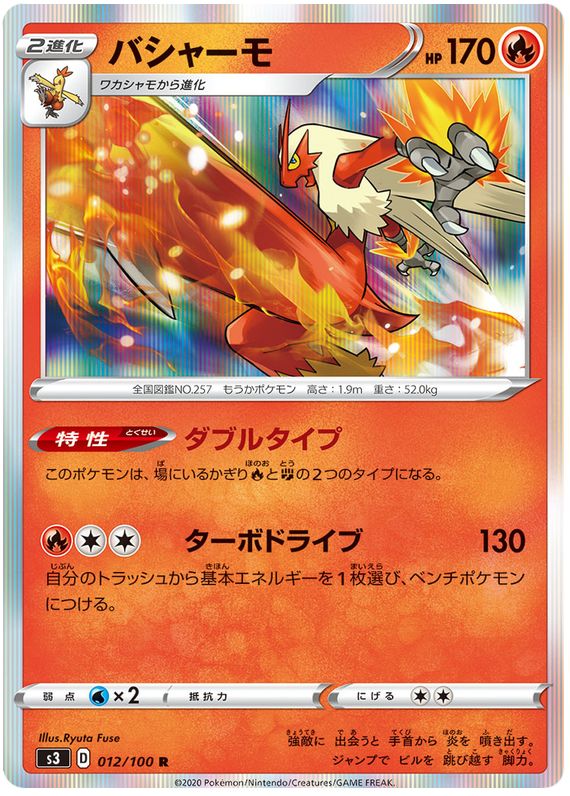 2進化
バシャーモ
HP 170
ワカシャモから進化
全国図鑑NO.257 もうかポケモン 高さ：1.9m 重さ：52.0kg
特性 とくせい ダブルタイプ
このポケモンは、場にいるかぎり と の2つのタイプになる。
ターボドライブ 130
自分のトラッシュから基本エネルギーを1枚選び、ベンチポケモン
につける。
弱点 ×2 抵抗力 にげる
Illus.Ryuta Fuse
s3 D 012/100 R
強敵に 出会うと 手首から 炎を 噴き出す。
ジャンプで ビルを 跳び越す 脚力。
©2020 Pokémon/Nintendo/Creatures/GAME FREAK.